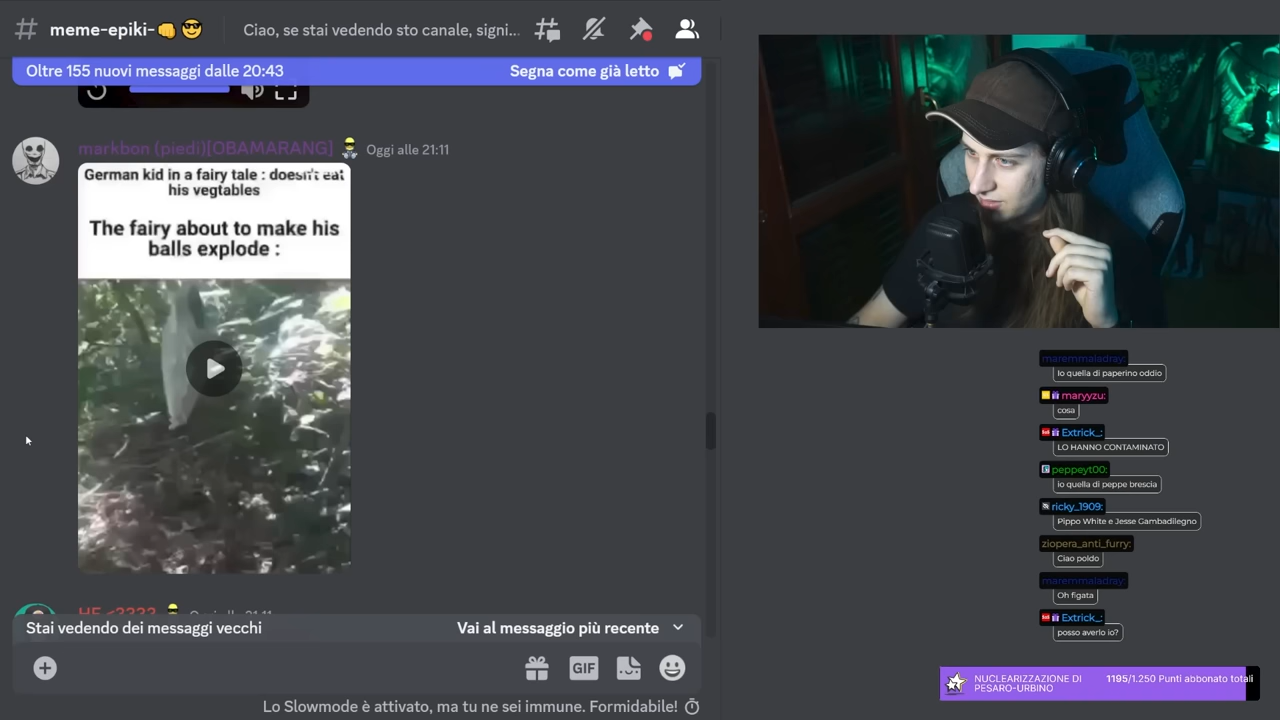 # meme-epiki-👊😎
Ciao, se stai vedendo sto canale, signi...
Oltre 155 nuovi messaggi dalle 20:43
Segna come già letto
markbon (piedi)[OBAMARANG] Oggi alle 21:11
German kid in a fairy tale : doesn't eat
his vegtables
The fairy about to make his
balls explode :
Stai vedendo dei messaggi vecchi
Vai al messaggio più recente
GIF
Lo Slowmode è attivato, ma tu ne sei immune. Formidabile!
maremmaladray:
Io quella di paperino oddio
maryyzu:
cosa
Extrick_:
LO HANNO CONTAMINATO
peppeyt00:
io quella di peppe brescia
ricky_1909:
Pippo White e Jesse Gambadilegno
ziopera_anti_furry:
Ciao poldo
maremmaladray:
Oh figata
Extrick_:
posso averlo io?
NUCLEARIZZAZIONE DI
PESARO-URBINO
1195/1.250 Punti abbonato totali